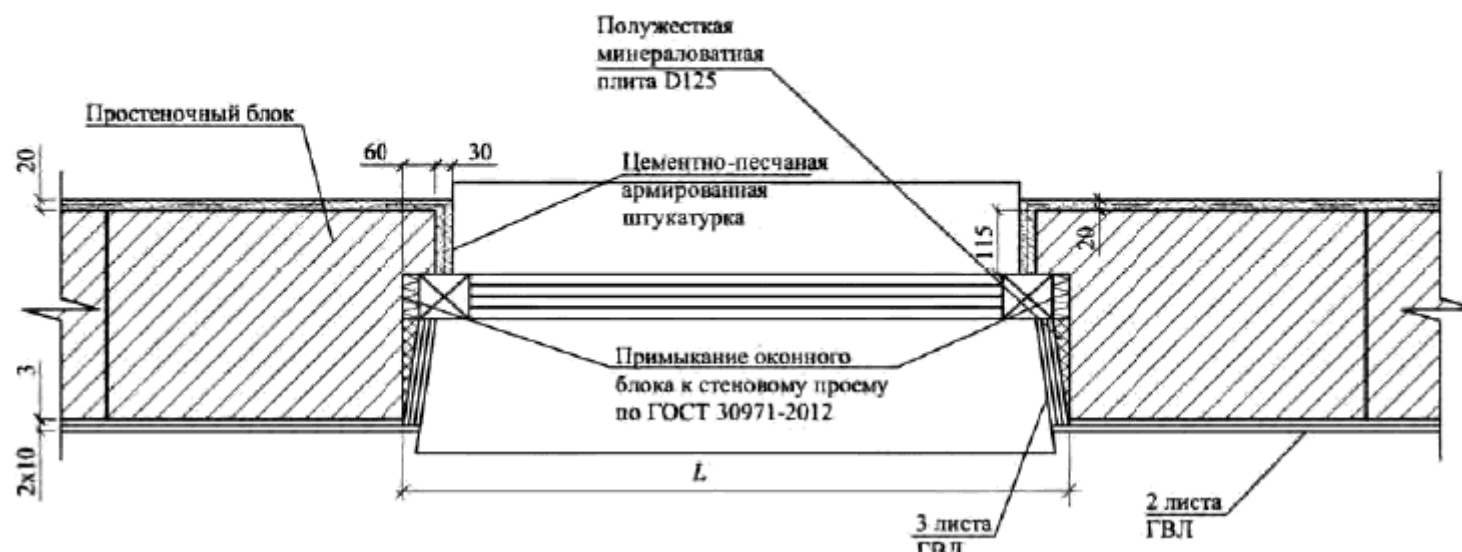 Полужесткая
минераловатная
плита D125
Простеночный блок
20
60
30
Цементно-песчаная
армированная
штукатурка
115
20
Примыкание оконного
блока к стеновому проему
по ГОСТ 30971-2012
3
2х10
L
3 листа
ГВЛ
2 листа
ГВЛ